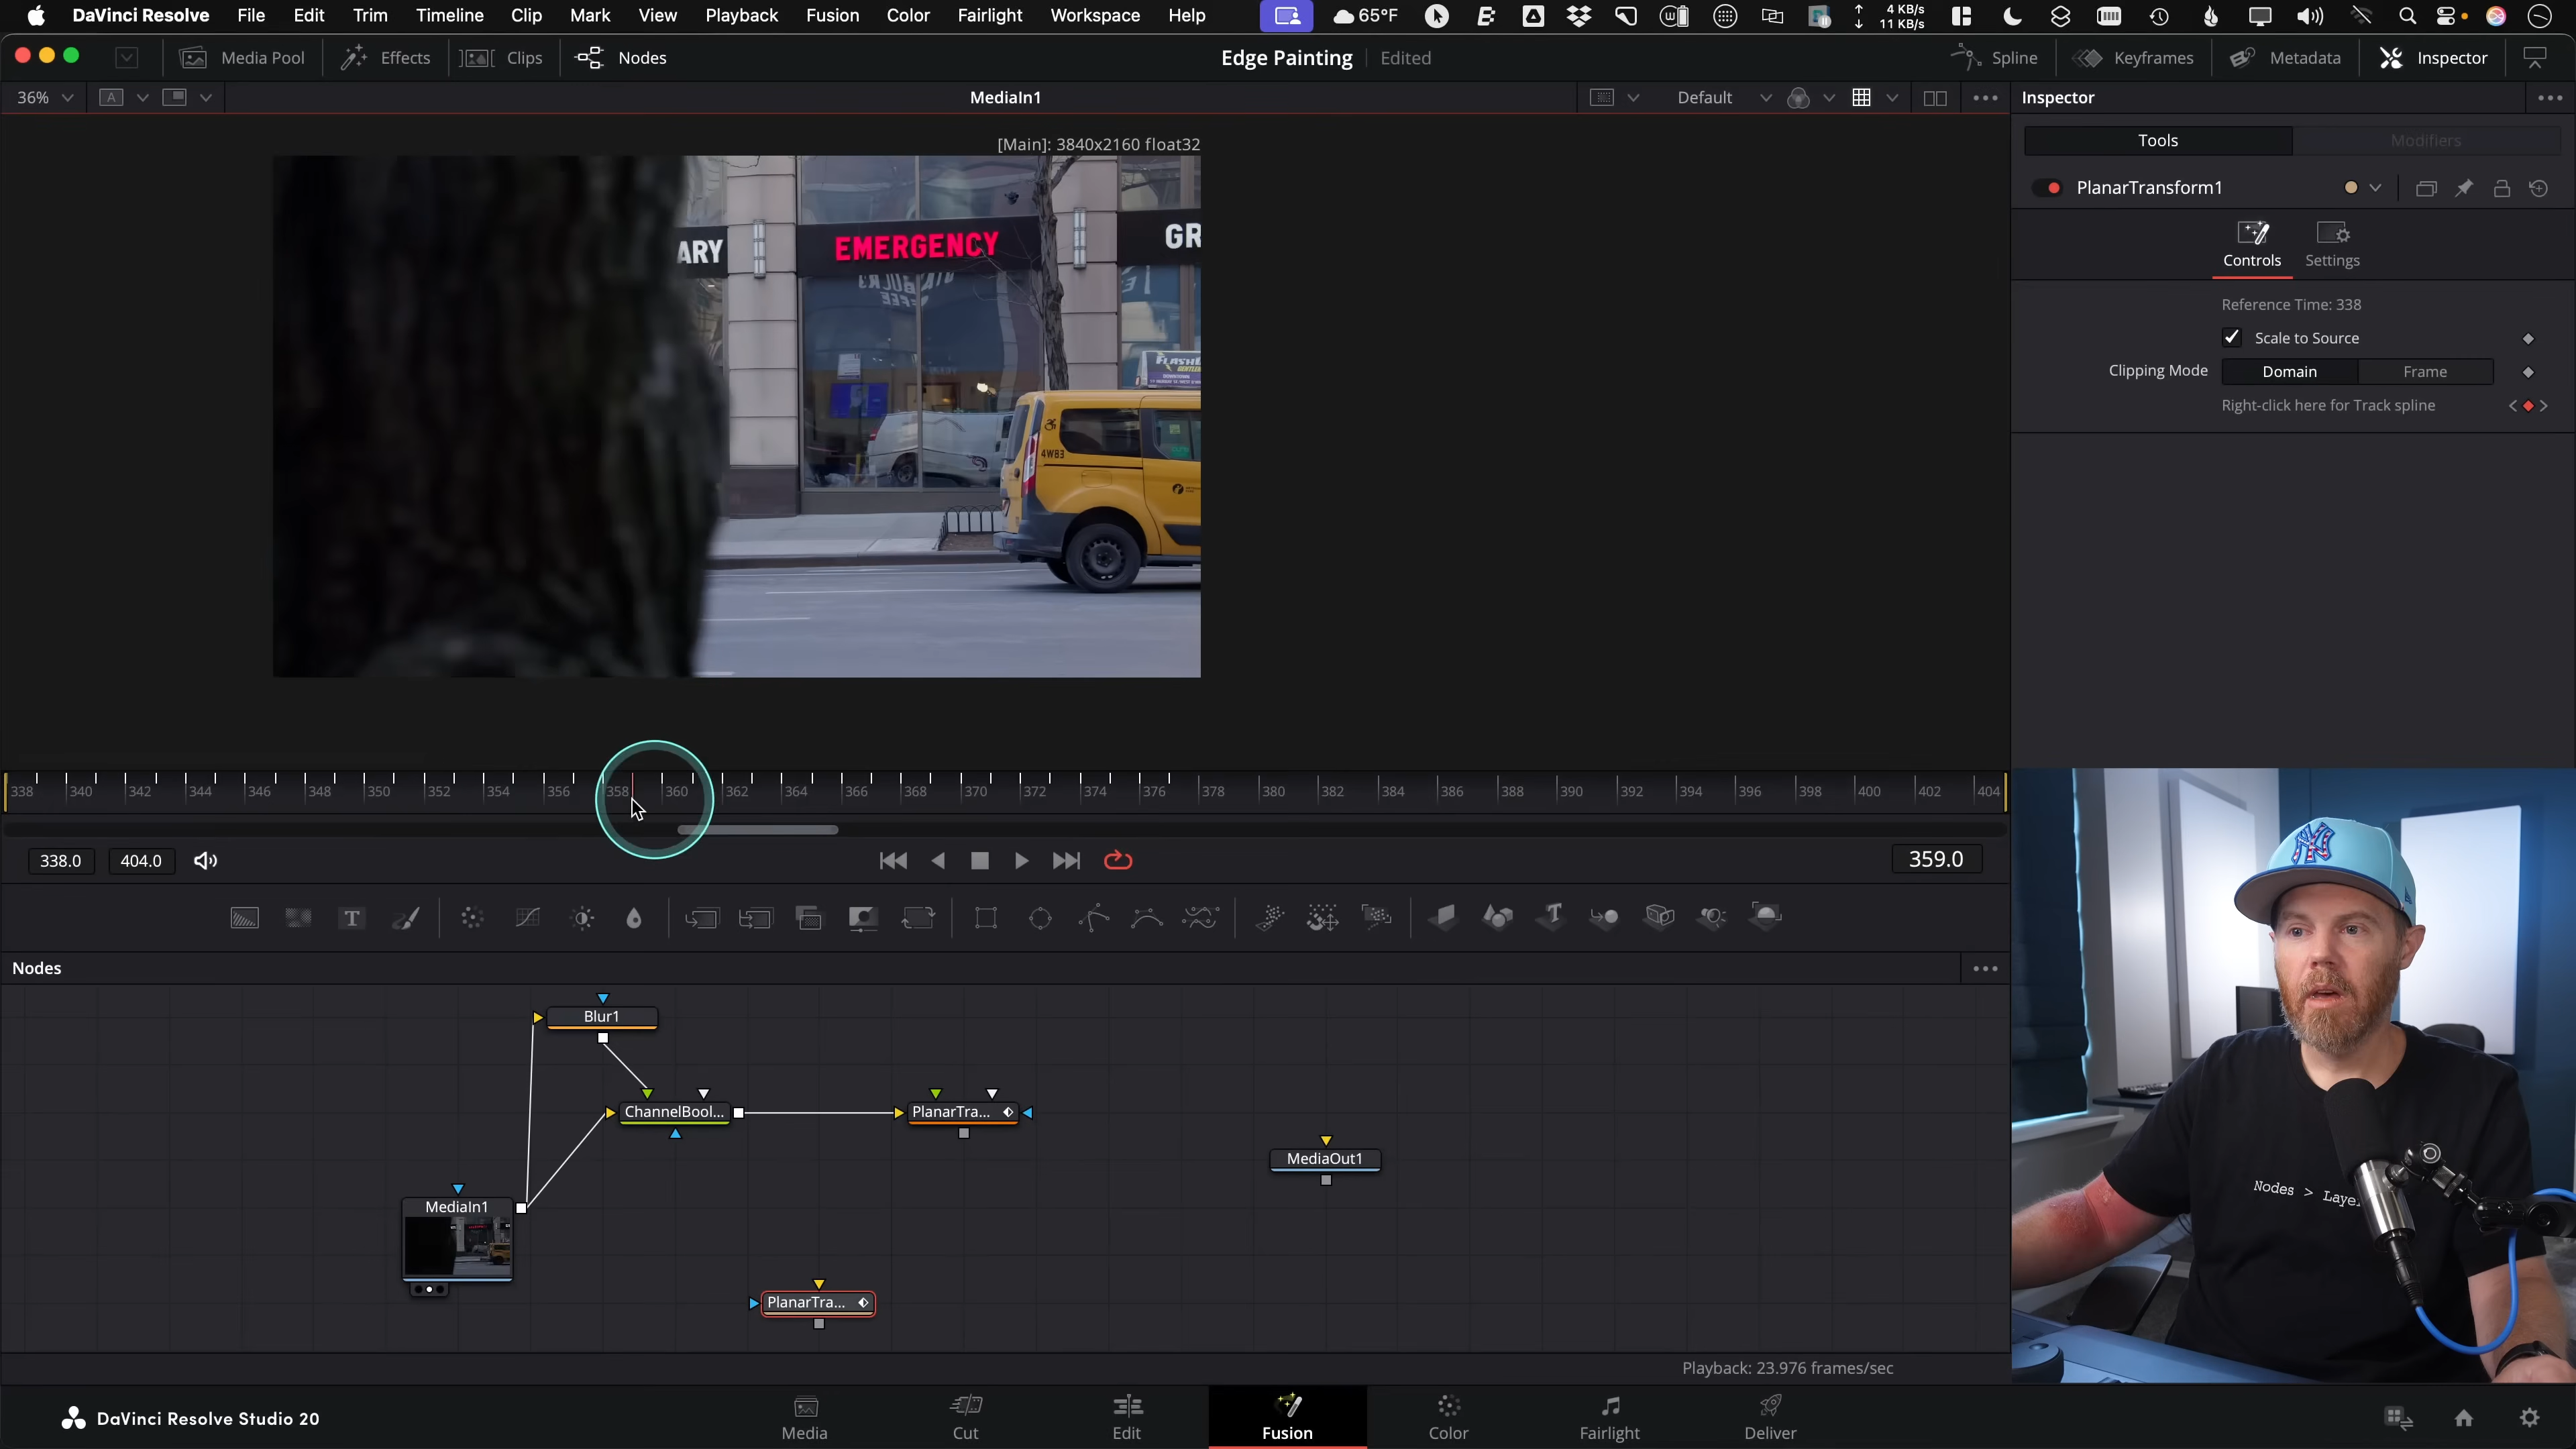 DaVinci Resolve File Edit Trim Timeline Clip Mark View Playback Fusion Color Fairlight Workspace Help 65°F 4 KB/s 11 KB/s
Media Pool Effects Clips Nodes Edge Painting Edited Spline Keyframes Metadata Inspector
36% A MediaIn1 Default Inspector
[Main]: 3840x2160 float32
Tools Modifiers
PlanarTransform1
Controls Settings
Reference Time: 338
Scale to Source
Clipping Mode Domain Frame
Right-click here for Track spline
ARY EMERGENCY GR
4W83
338 340 342 344 346 348 350 352 354 356 358 360 362 364 366 368 370 372 374 376 378 380 382 384 386 388 390 392 394 396 398 400 402 404
338.0 404.0 359.0
T T
Nodes
Blur1
ChannelBool... PlanarTra...
MediaOut1
MediaIn1
PlanarTra...
Nodes > Laye
Playback: 23.976 frames/sec
DaVinci Resolve Studio 20
Media Cut Edit Fusion Color Fairlight Deliver